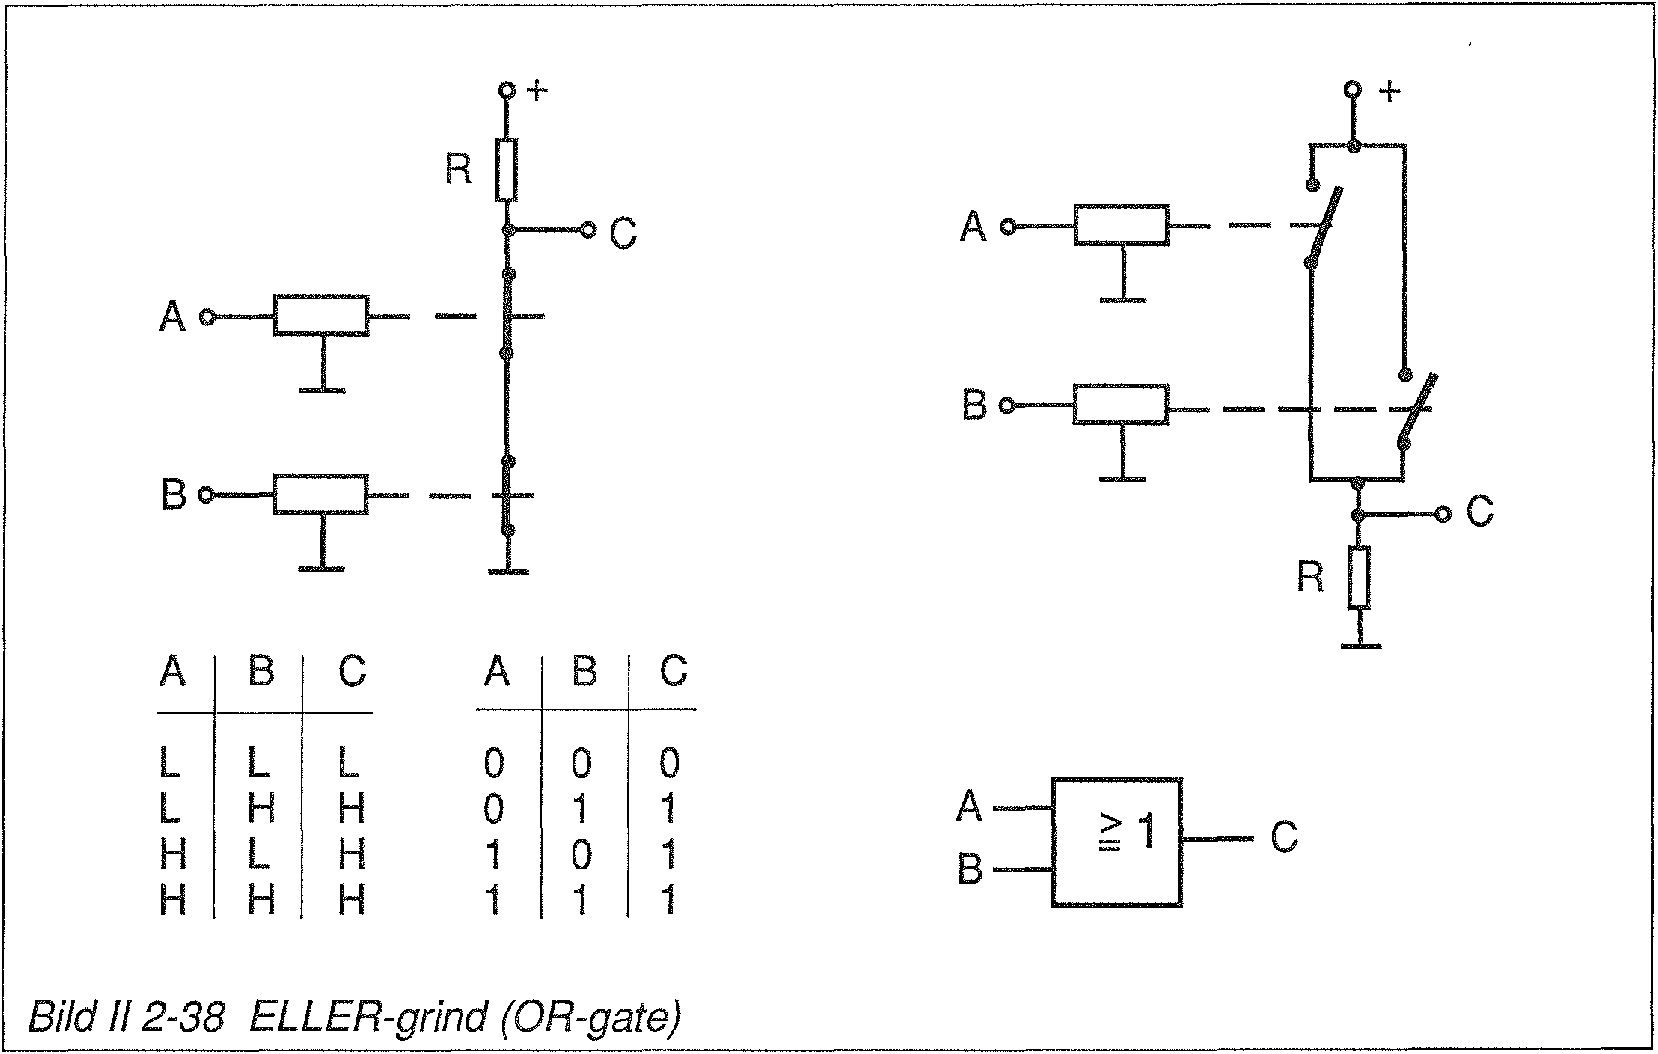 +
R
C
A
B
+
A
B
C
R
A B C
L L L
L H H
H L H
H H H
A B C
0 0 0
0 1 1
1 0 1
1 1 1
A
B
≧ 1
C
Bild II 2-38 ELLER-grind (OR-gate)